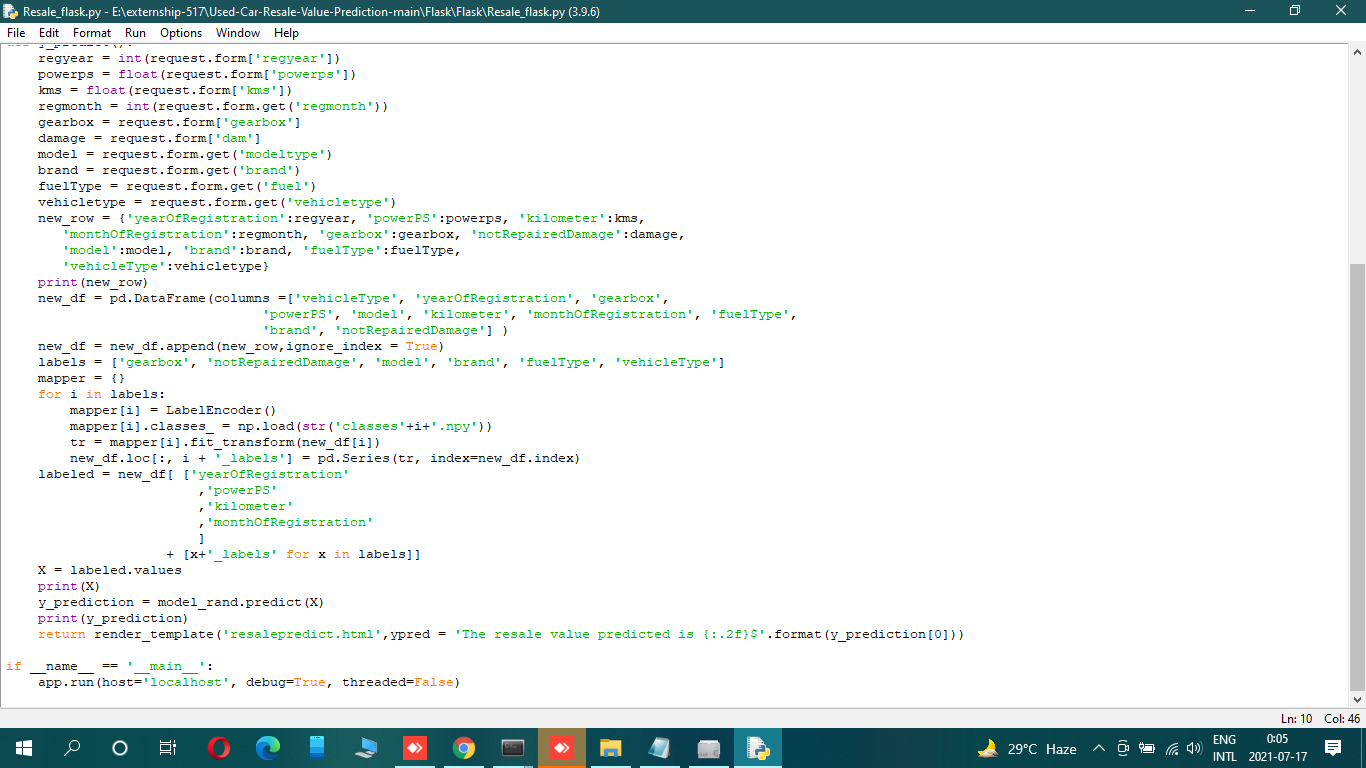 Resale_flask.py - E:\externship-517\Used-Car-Resale-Value-Prediction-main\Flask\Flask\Resale_flask.py (3.9.6)
File Edit Format Run Options Window Help
    regyear = int(request.form['regyear'])
    powerps = float(request.form['powerps'])
    kms = float(request.form['kms'])
    regmonth = int(request.form.get('regmonth'))
    gearbox = request.form['gearbox']
    damage = request.form['dam']
    model = request.form.get('modeltype')
    brand = request.form.get('brand')
    fuelType = request.form.get('fuel')
    vehicletype = request.form.get('vehicletype')
    new_row = {'yearOfRegistration':regyear, 'powerPS':powerps, 'kilometer':kms,
       'monthOfRegistration':regmonth, 'gearbox':gearbox, 'notRepairedDamage':damage,
       'model':model, 'brand':brand, 'fuelType':fuelType,
       'vehicleType':vehicletype}
    print(new_row)
    new_df = pd.DataFrame(columns =['vehicleType', 'yearOfRegistration', 'gearbox',
                                'powerPS', 'model', 'kilometer', 'monthOfRegistration', 'fuelType',
                                'brand', 'notRepairedDamage'] )
    new_df = new_df.append(new_row,ignore_index = True)
    labels = ['gearbox', 'notRepairedDamage', 'model', 'brand', 'fuelType', 'vehicleType']
    mapper = {}
    for i in labels:
        mapper[i] = LabelEncoder()
        mapper[i].classes_ = np.load(str('classes'+i+'.npy'))
        tr = mapper[i].fit_transform(new_df[i])
        new_df.loc[:, i + '_labels'] = pd.Series(tr, index=new_df.index)
    labeled = new_df[ ['yearOfRegistration'
                        ,'powerPS'
                        ,'kilometer'
                        ,'monthOfRegistration'
                        ]
                    + [x+'_labels' for x in labels]]
    X = labeled.values
    print(X)
    y_prediction = model_rand.predict(X)
    print(y_prediction)
    return render_template('resalepredict.html',ypred = 'The resale value predicted is {:.2f}$'.format(y_prediction[0]))
if __name__ == '__main__':
    app.run(host='localhost', debug=True, threaded=False)
Ln: 10 Col: 46
29°C Haze
ENG
INTL
0:05
2021-07-17